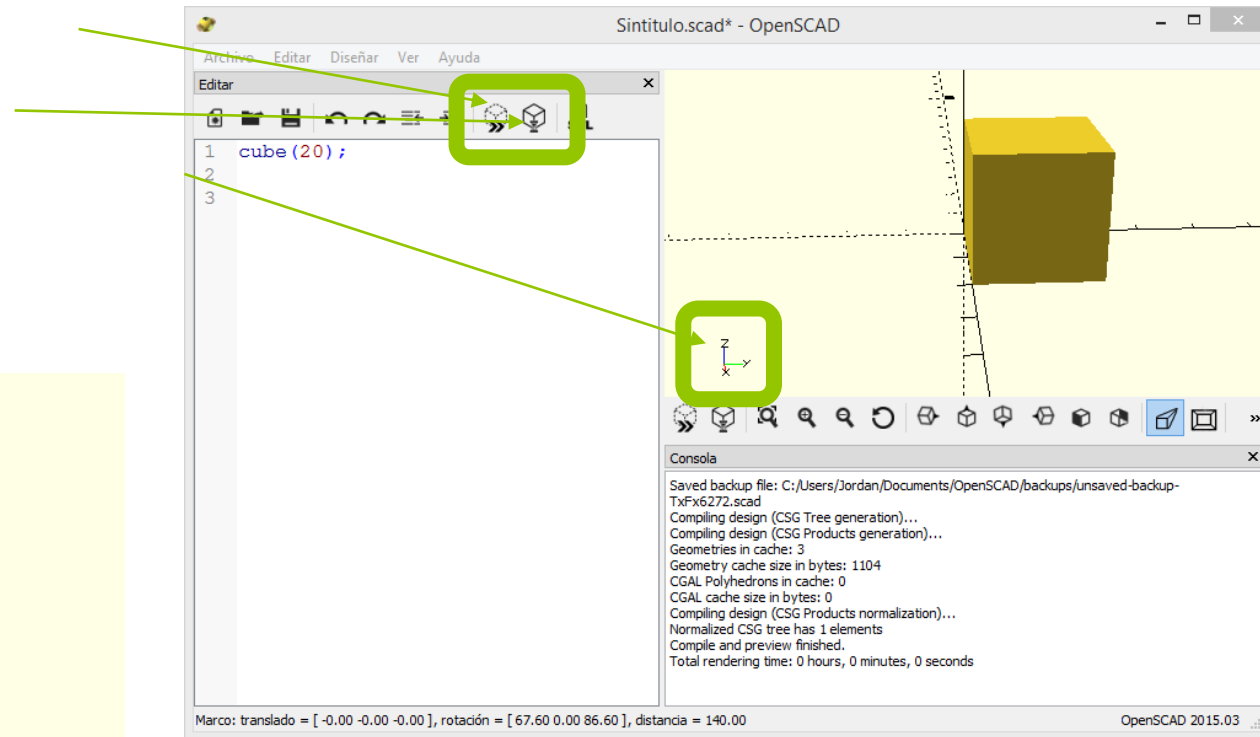 Sintitulo.scad* - OpenSCAD
Archivo Editar Diseñar Ver Ayuda
Editar
1 cube(20);
2
3
Z
Y
X
Consola
Saved backup file: C:/Users/Jordan/Documents/OpenSCAD/backups/unsaved-backup-
TxFx6272.scad
Compiling design (CSG Tree generation)...
Compiling design (CSG Products generation)...
Geometries in cache: 3
Geometry cache size in bytes: 1104
CGAL Polyhedrons in cache: 0
CGAL cache size in bytes: 0
Compiling design (CSG Products normalization)...
Normalized CSG tree has 1 elements
Compile and preview finished.
Total rendering time: 0 hours, 0 minutes, 0 seconds
Marco: translado = [ -0.00 -0.00 -0.00 ], rotación = [ 67.60 0.00 86.60 ], distancia = 140.00
OpenSCAD 2015.03